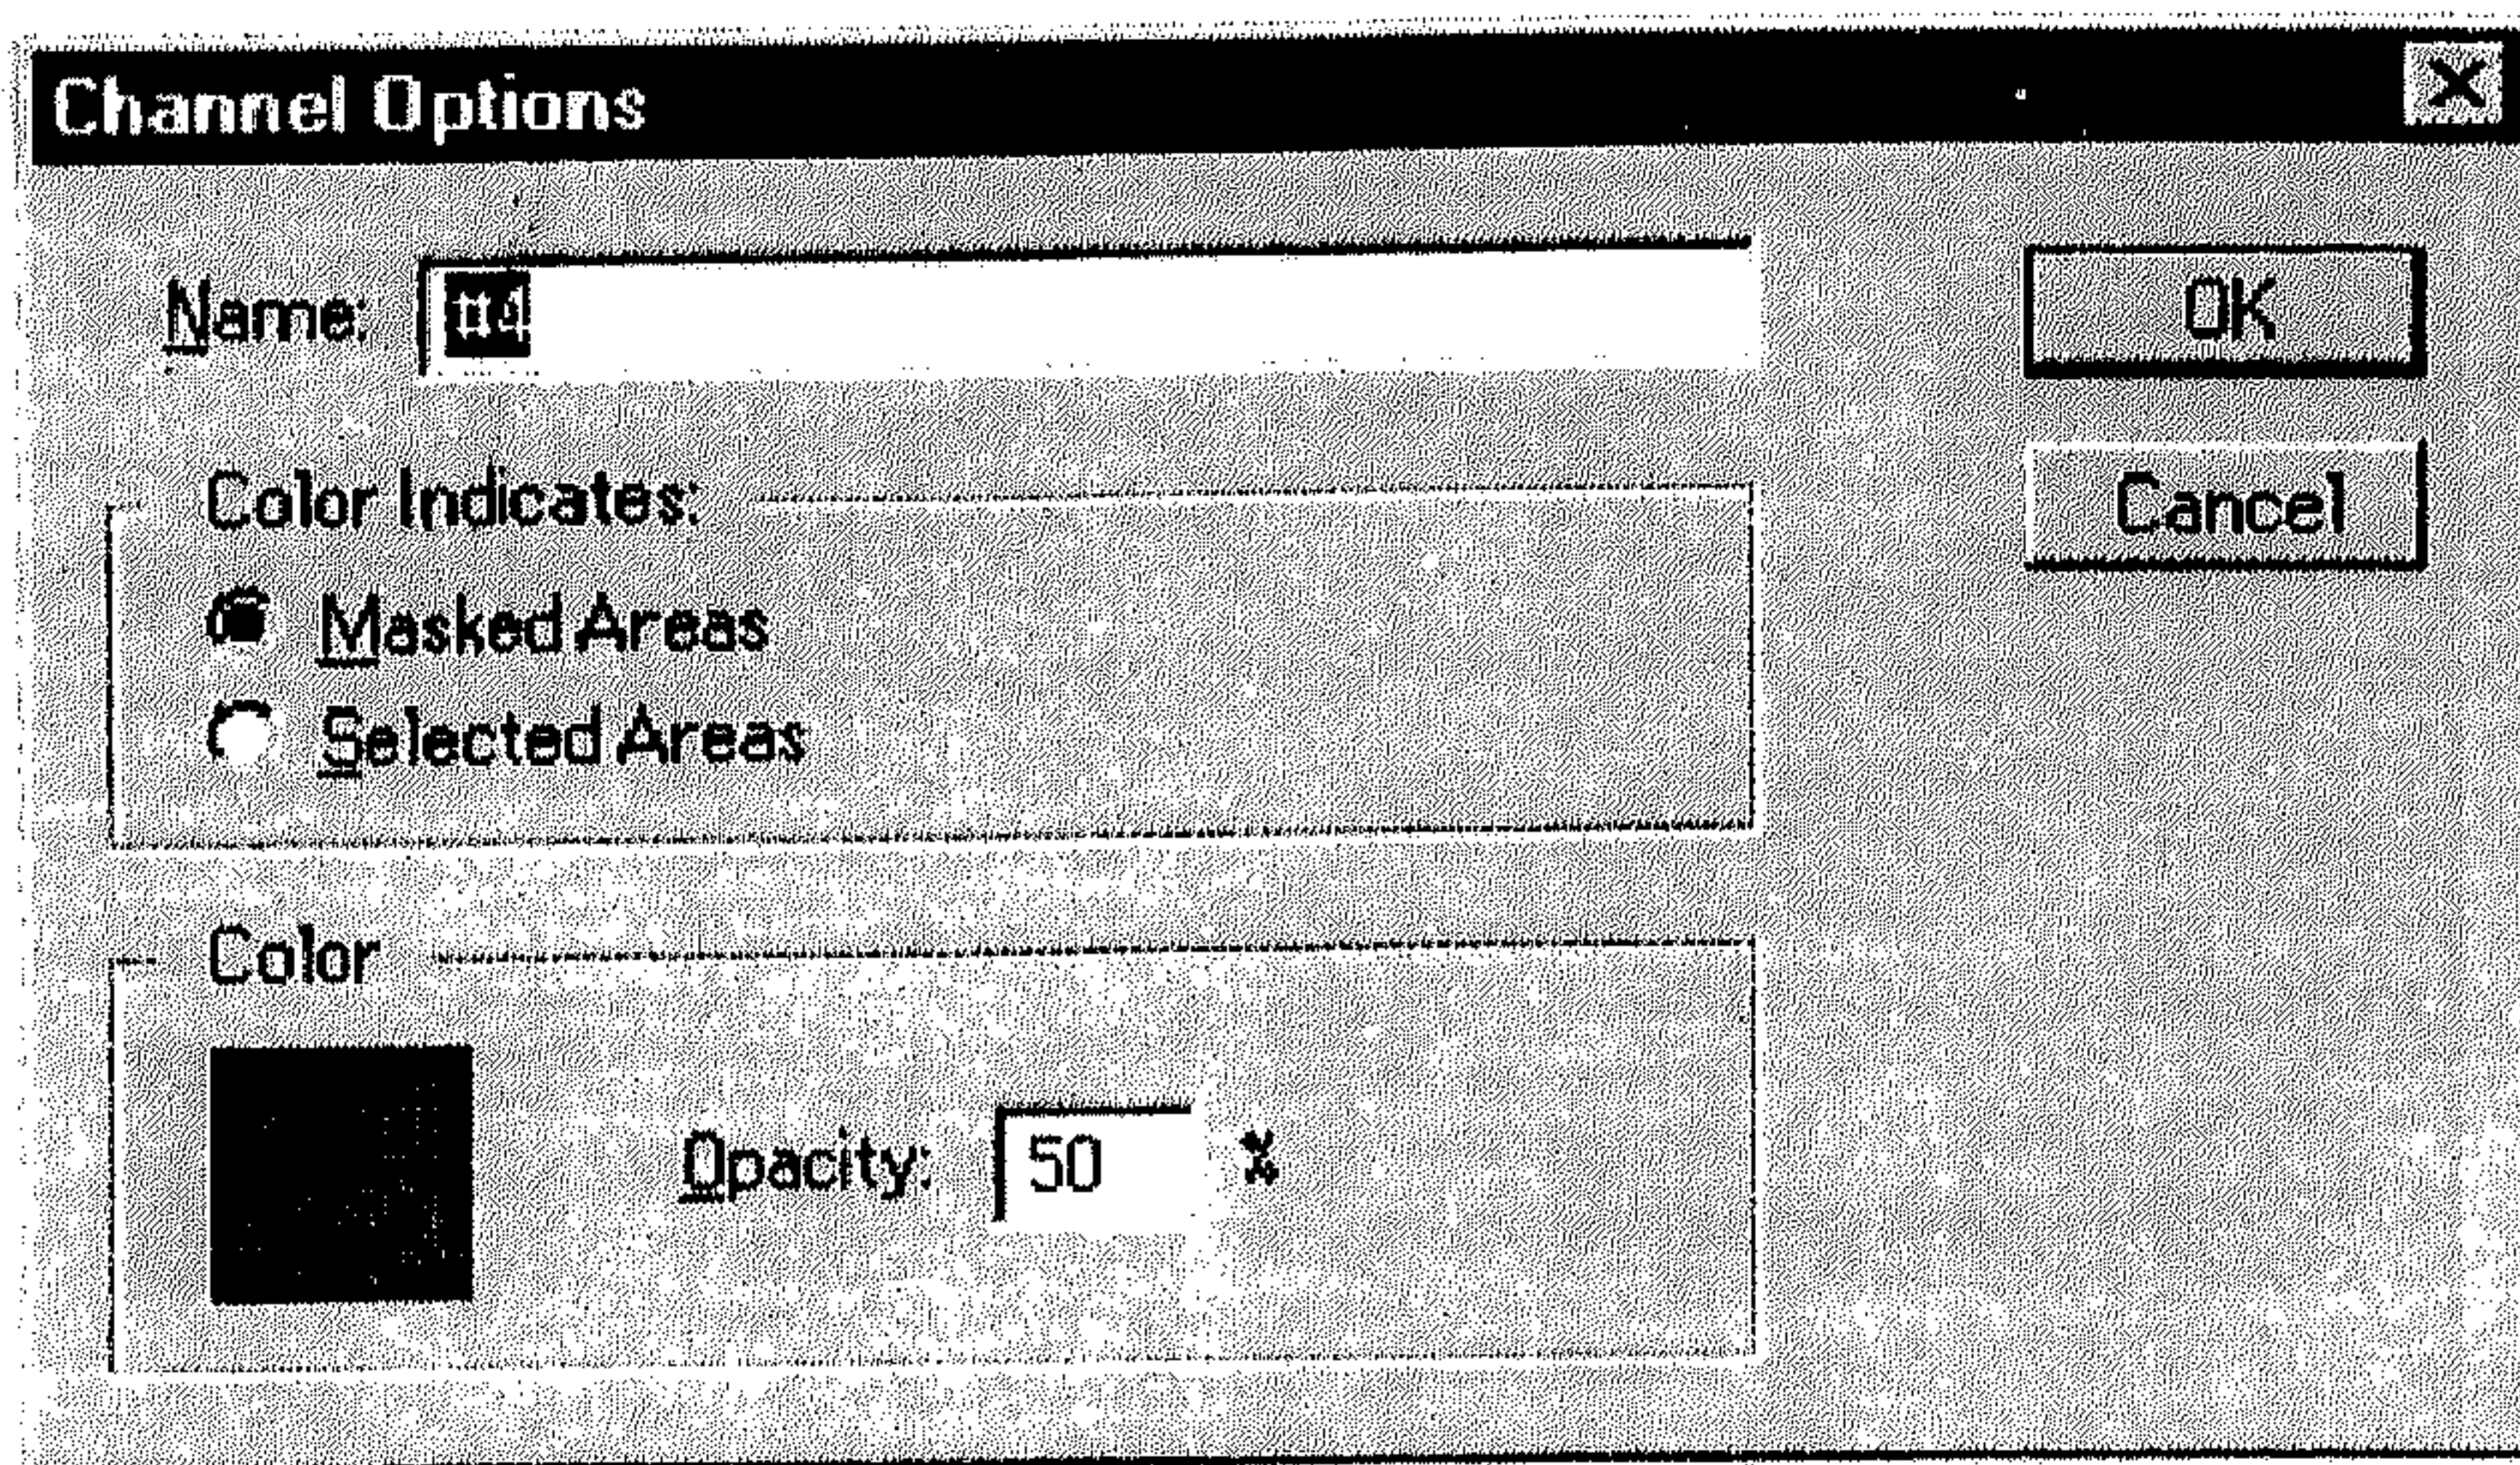 Channel Options
Name: #4
OK
Color Indicates:
Cancel
Masked Areas
Selected Areas
Color
Opacity: 50 %